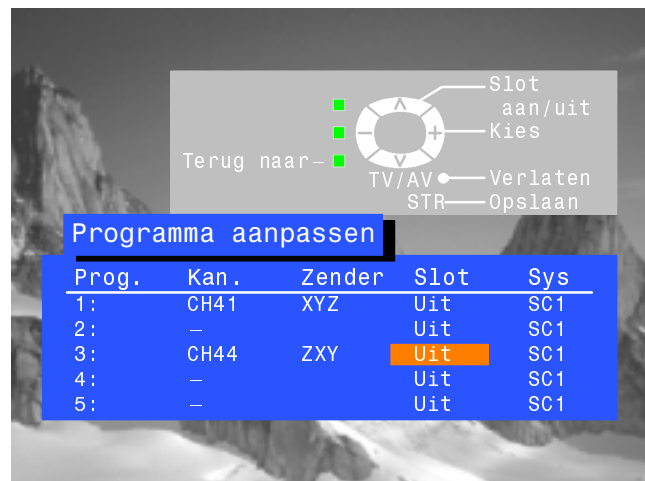 Slot
aan/uit
Kies
Terug naar–
TV/AV Verlaten
STR Opslaan
Programma aanpassen
Prog. Kan. Zender Slot Sys
1: CH41 XYZ Uit SC1
2: – Uit SC1
3: CH44 ZXY Uit SC1
4: – Uit SC1
5: – Uit SC1